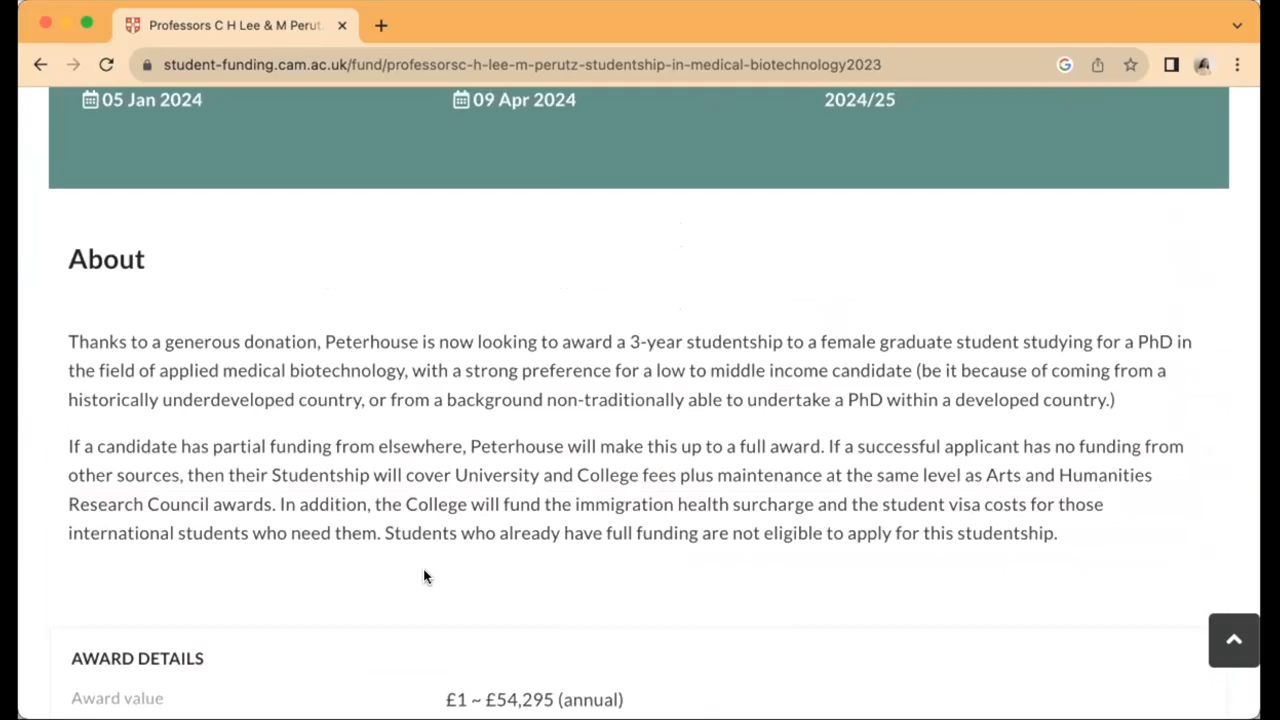 Professors C H Lee & M Perut
student-funding.cam.ac.uk/fund/professorsc-h-lee-m-perutz-studentship-in-medical-biotechnology2023
05 Jan 2024
09 Apr 2024
2024/25
About
Thanks to a generous donation, Peterhouse is now looking to award a 3-year studentship to a female graduate student studying for a PhD in
the field of applied medical biotechnology, with a strong preference for a low to middle income candidate (be it because of coming from a
historically underdeveloped country, or from a background non-traditionally able to undertake a PhD within a developed country.)
If a candidate has partial funding from elsewhere, Peterhouse will make this up to a full award. If a successful applicant has no funding from
other sources, then their Studentship will cover University and College fees plus maintenance at the same level as Arts and Humanities
Research Council awards. In addition, the College will fund the immigration health surcharge and the student visa costs for those
international students who need them. Students who already have full funding are not eligible to apply for this studentship.
AWARD DETAILS
Award value
£1 ~ £54,295 (annual)